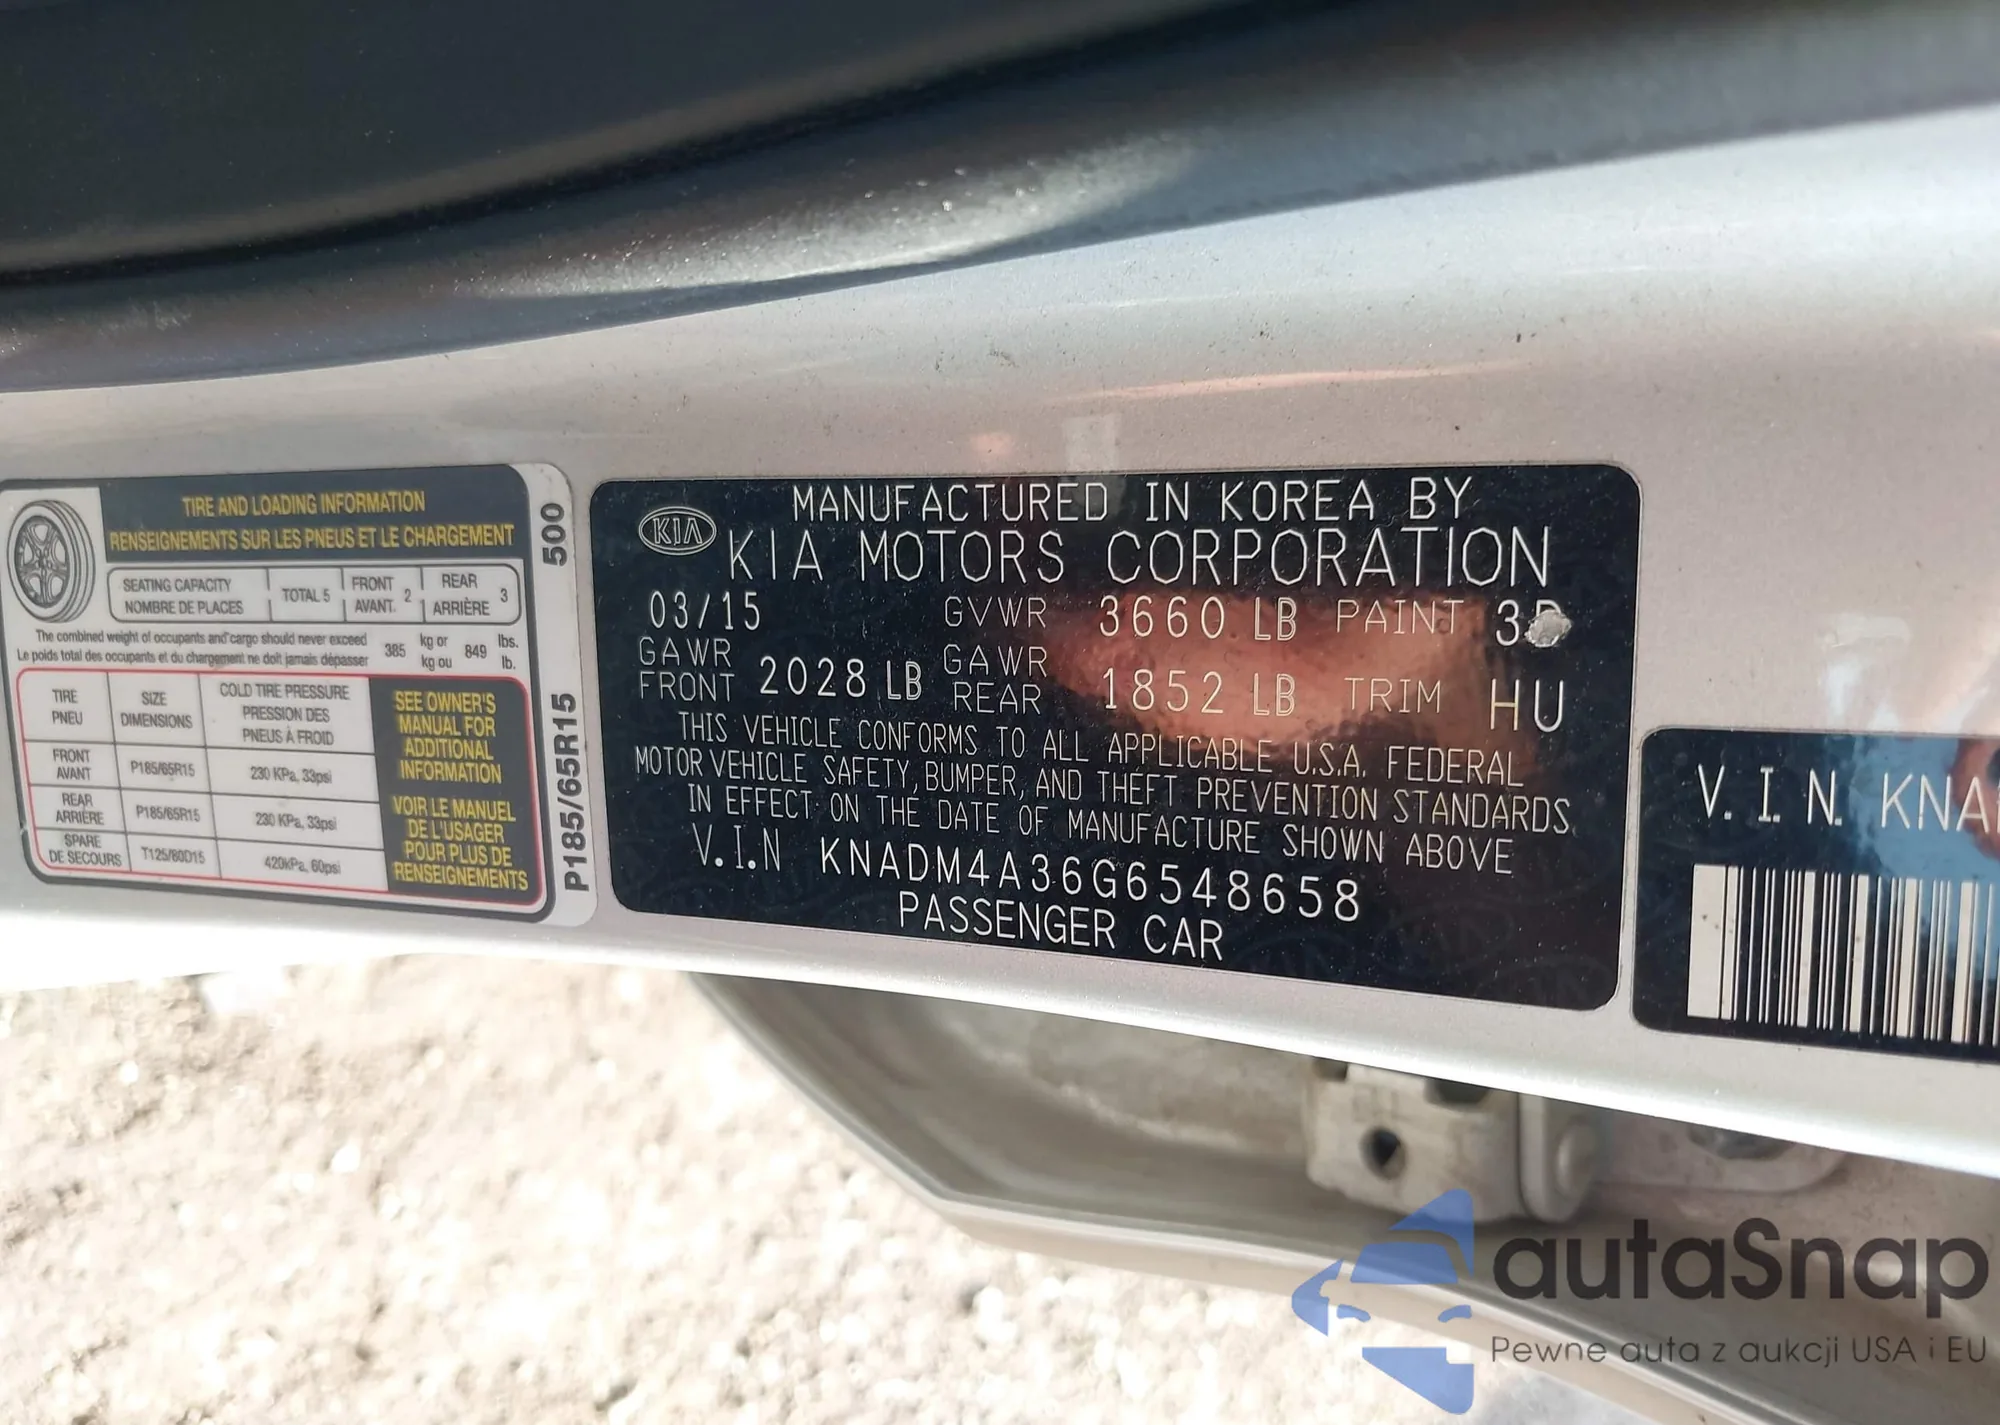 TIRE AND LOADING INFORMATION
RENSEIGNEMENTS SUR LES PNEUS ET LE CHARGEMENT
SEATING CAPACITY
NOMBRE DE PLACES
TOTAL 5
FRONT
AVANT. 2
REAR
ARRIÈRE 3
The combined weight of occupants and cargo should never exceed
Le poids total des occupants et du chargement ne doit jamais dépasser
385 kg or
kg ou
849 lbs.
lb.
TIRE
PNEU
SIZE
DIMENSIONS
COLD TIRE PRESSURE
PRESSION DES
PNEUS À FROID
FRONT
AVANT
P185/65R15
230 KPa, 33psi
REAR
ARRIÈRE
P185/65R15
230 KPa, 33psi
SPARE
DE SECOURS
T125/80D15
420kPa, 60psi
SEE OWNER'S
MANUAL FOR
ADDITIONAL
INFORMATION
VOIR LE MANUEL
DE L'USAGER
POUR PLUS DE
RENSEIGNEMENTS
500
P185/65R15
KIA
MANUFACTURED IN KOREA BY
KIA MOTORS CORPORATION
03/15 GVWR 3660 LB PAINT
GAWR
FRONT 2028 LB
GAWR
REAR 1852 LB TRIM HU
THIS VEHICLE CONFORMS TO ALL APPLICABLE U.S.A. FEDERAL
MOTOR VEHICLE SAFETY, BUMPER, AND THEFT PREVENTION STANDARDS
IN EFFECT ON THE DATE OF MANUFACTURE SHOWN ABOVE
V.I.N KNADM4A36G6548658
PASSENGER CAR
V.I.N. KNA
autaSnap
Pewne auta z aukcji USA i EU